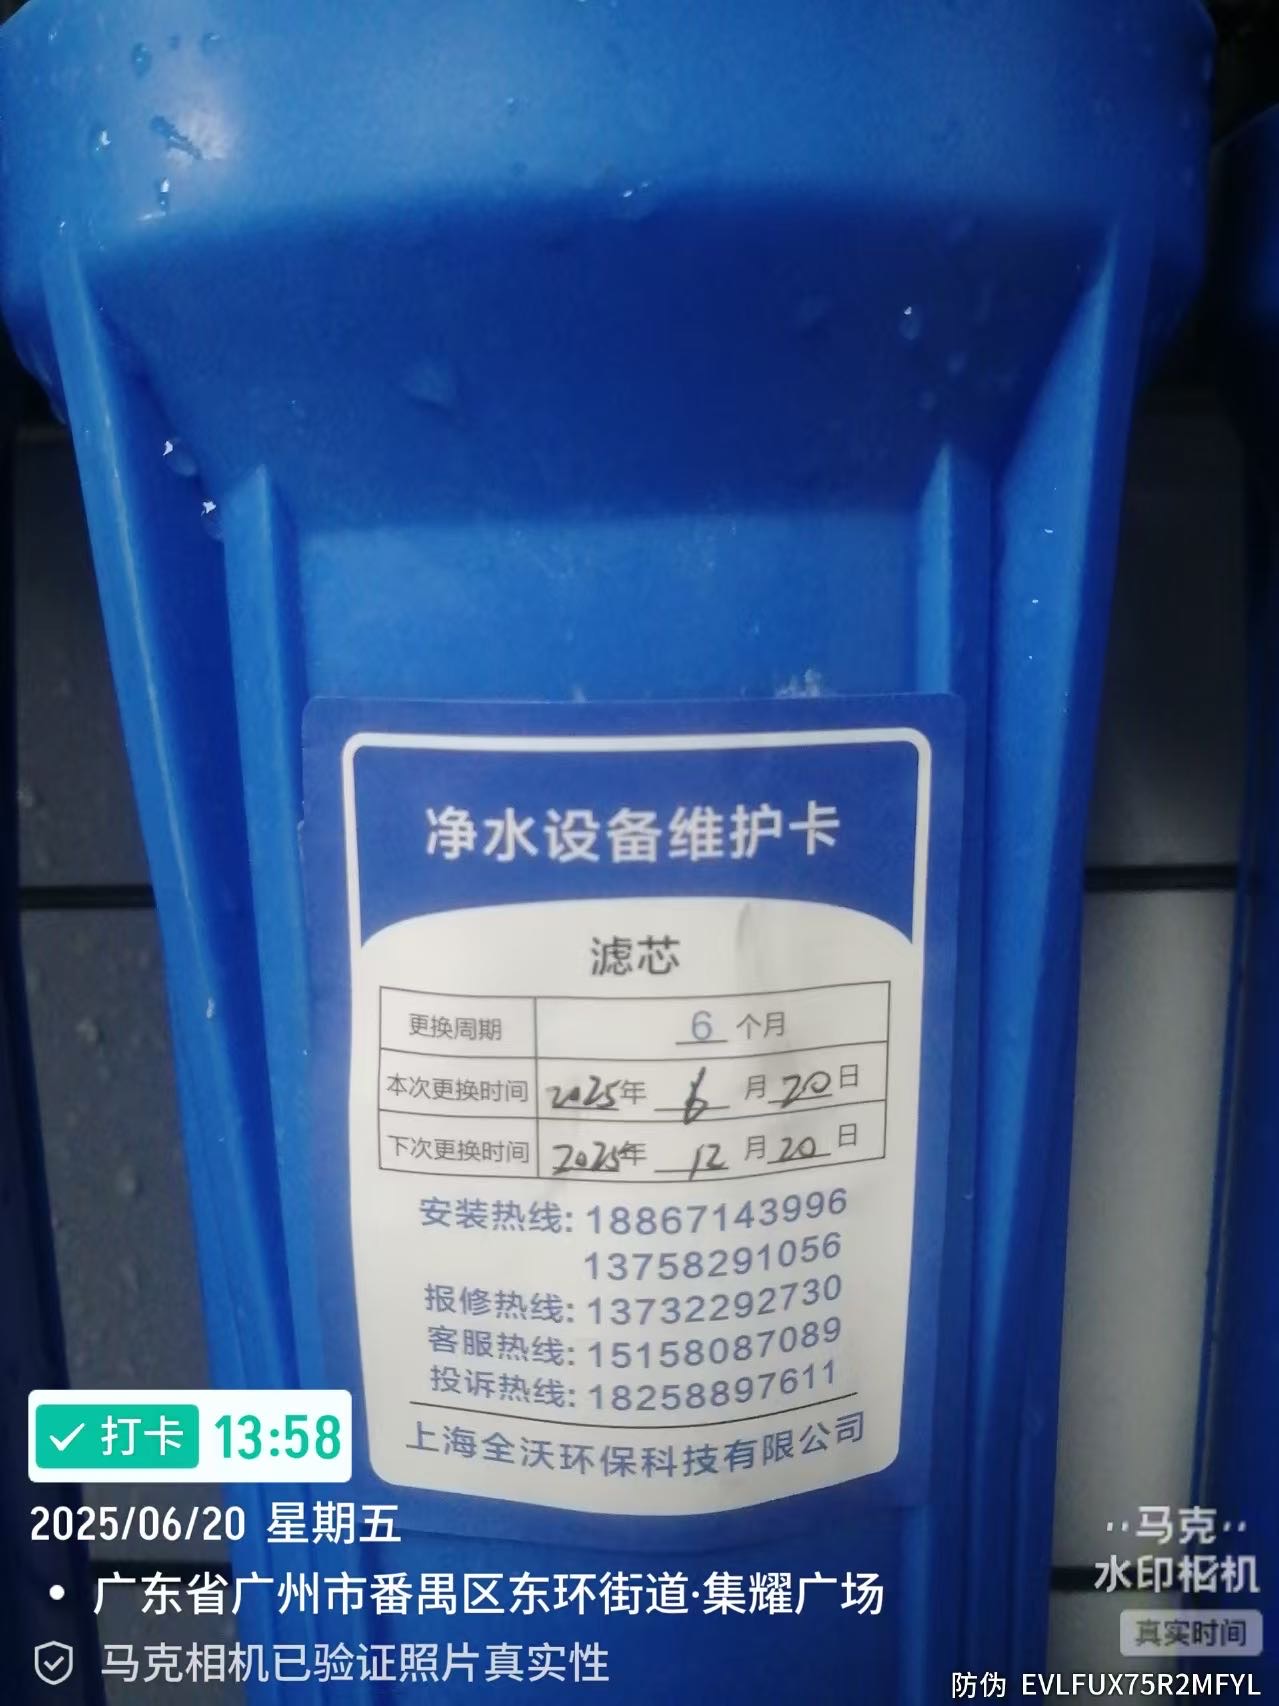 净水设备维护卡
滤芯
更换周期 6 个月
本次更换时间 2025年 6 月 20 日
下次更换时间 2025年 12 月 20 日
安装热线: 18867143996
13758291056
报修热线: 13732292730
客服热线: 15158087089
投诉热线: 18258897611
上海全沃环保科技有限公司
打卡 13:58
2025/06/20 星期五
广东省广州市番禺区东环街道·集耀广场
马克相机已验证照片真实性
马克
水印相机
真实时间
防伪 EVLFUX75R2MFYL